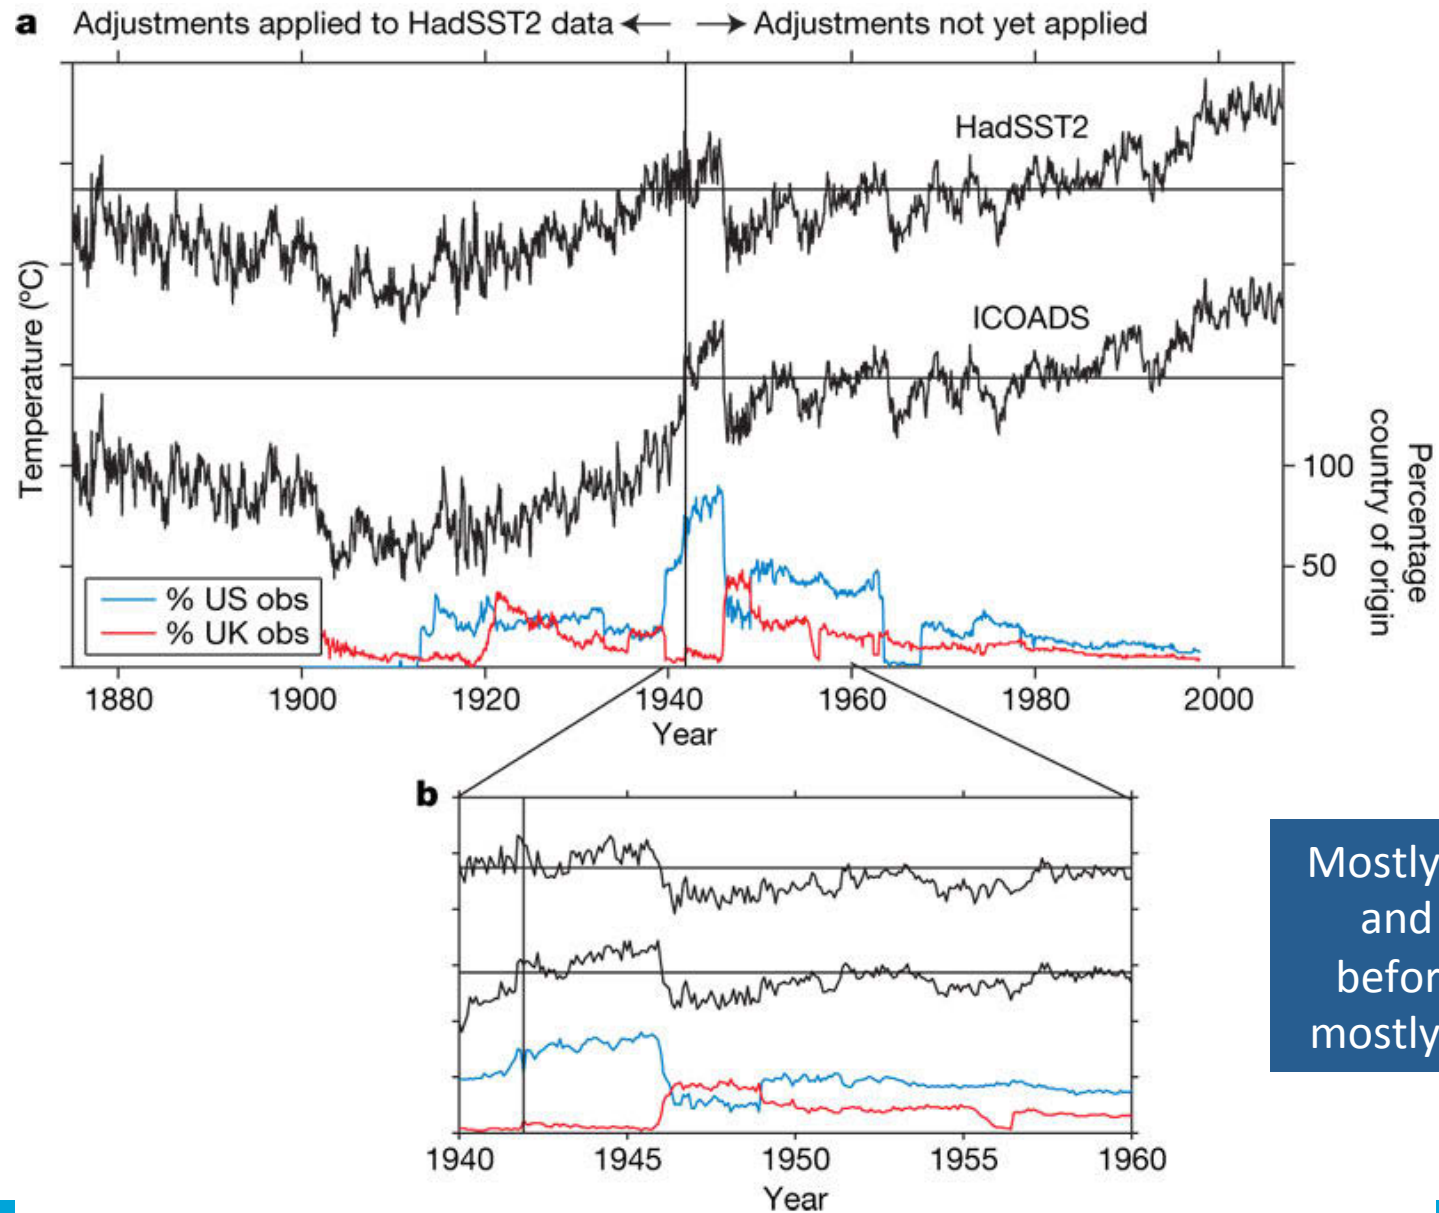 a Adjustments applied to HadSST2 data ← → Adjustments not yet applied
HadSST2
ICOADS
Temperature (ºC)
100
50
Percentage
country of origin
% US obs
% UK obs
1880 1900 1920 1940 1960 1980 2000
Year
b
1940 1945 1950 1955 1960
Year
Mostly
and
mostly